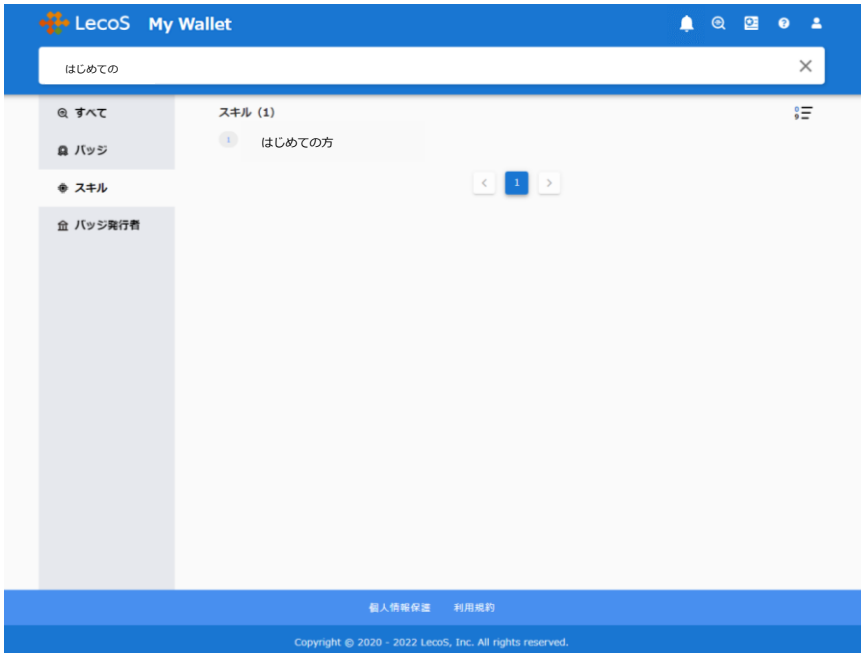 LecoS My Wallet
はじめての
すべて
バッジ
スキル
バッジ発行者
スキル (1)
1 はじめての方
1
個人情報保護 利用規約
Copyright © 2020 - 2022 LecoS, Inc. All rights reserved.